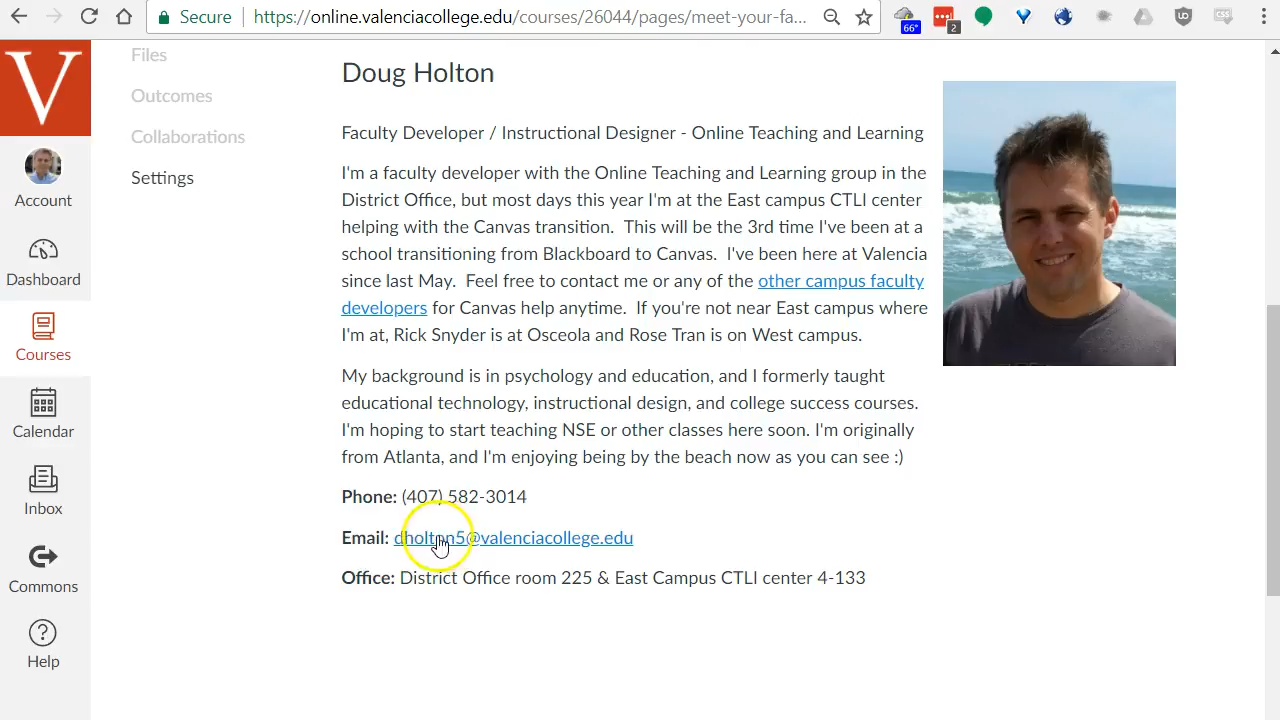 Secure https://online.valenciacollege.edu/courses/26044/pages/meet-your-fa...
66°
2
CSS
V
Account
Dashboard
Courses
Calendar
Inbox
Commons
Help
Files
Outcomes
Collaborations
Settings
Doug Holton
Faculty Developer / Instructional Designer - Online Teaching and Learning
I'm a faculty developer with the Online Teaching and Learning group in the
District Office, but most days this year I'm at the East campus CTLI center
helping with the Canvas transition.  This will be the 3rd time I've been at a
school transitioning from Blackboard to Canvas.  I've been here at Valencia
since last May.  Feel free to contact me or any of the other campus faculty
developers for Canvas help anytime.  If you're not near East campus where
I'm at, Rick Snyder is at Osceola and Rose Tran is on West campus.
My background is in psychology and education, and I formerly taught
educational technology, instructional design, and college success courses.
I'm hoping to start teaching NSE or other classes here soon. I'm originally
from Atlanta, and I'm enjoying being by the beach now as you can see :)
Phone: (407) 582-3014
Email: dholton5@valenciacollege.edu
Office: District Office room 225 & East Campus CTLI center 4-133